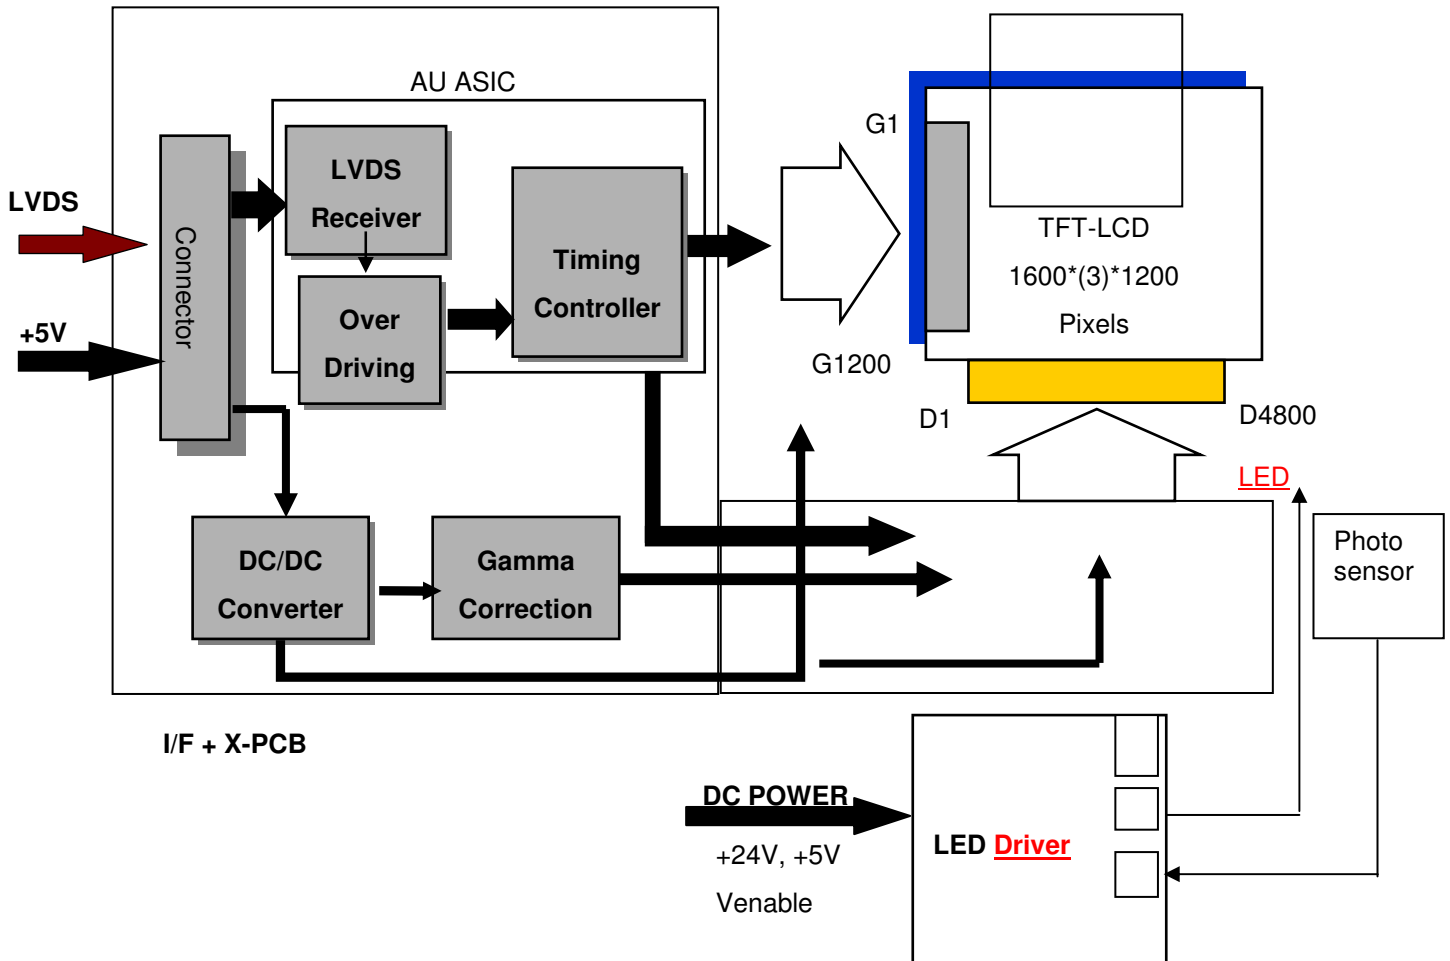 AU ASIC
G1
LVDS
Receiver
LVDS
Connector
TFT-LCD
1600*(3)*1200
Pixels
Timing
Controller
+5V
Over
Driving
G1200
D1
D4800
LED
DC/DC
Converter
Gamma
Correction
Photo
sensor
I/F + X-PCB
DC POWER
+24V, +5V
Venable
LED Driver